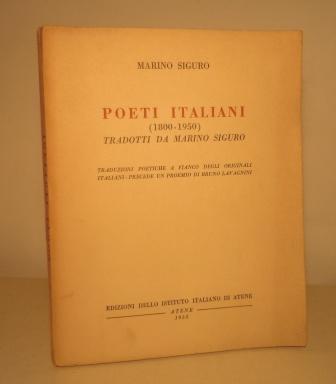 MARINO SIGURO
POETI ITALIANI
(1800-1950)
TRADOTTI DA MARINO SIGURO
TRADUZIONI POETICHE A FIANCO DEGLI ORIGINALI
ITALIANI - PRECEDE UN PROEMIO DI BRUNO LAVAGNINI
EDIZIONI DELLO ISTITUTO ITALIANO DI ATENE
ATENE